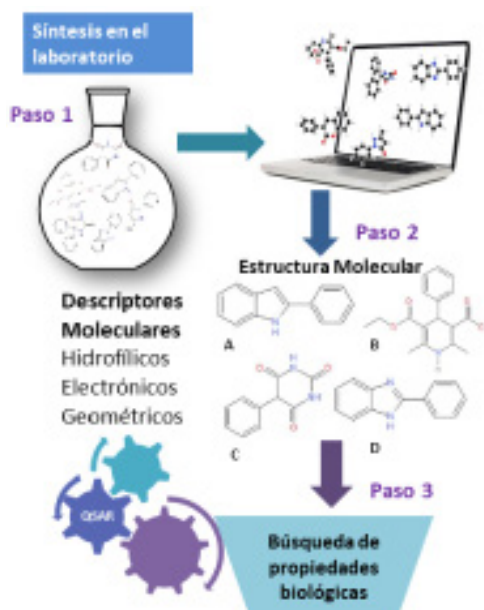 Síntesis en el
laboratorio
Paso 1
Paso 2
Estructura Molecular
A
B
C
D
Descriptores
Moleculares
Hidrofílicos
Electrónicos
Geométricos
QSAR
Paso 3
Búsqueda de
propiedades
biológicas